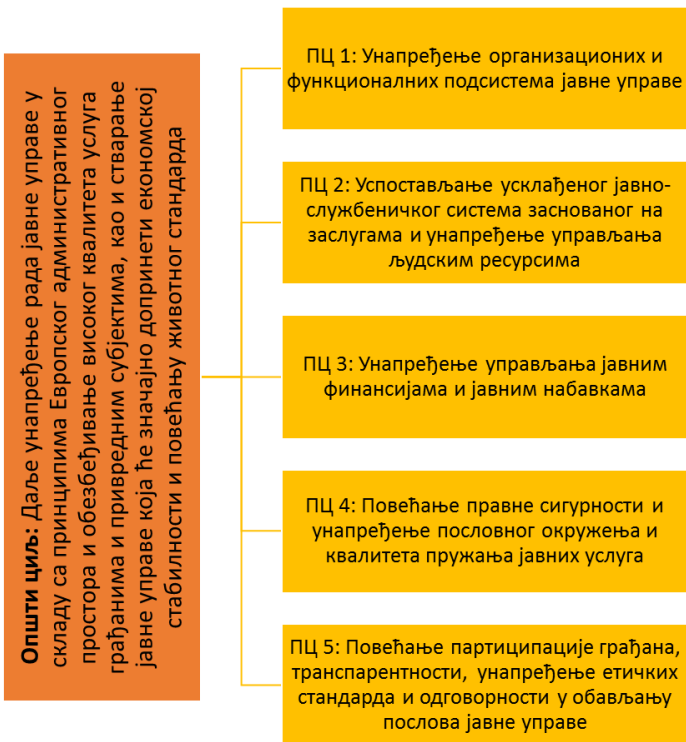 Општи циљ: Даље унапређење рада јавне управе у
складу са принципима Европског административног
простора и обезбеђивање високог квалитета услуга
грађанима и привредним субјектима, као и стварање
јавне управе која ће значајно допринети економској
стабилности и повећању животног стандарда
ПЦ 1: Унапређење организационих и
функционалних подсистема јавне управе
ПЦ 2: Успостављање усклађеног јавно-
службеничког система заснованог на
заслугама и унапређење управљања
људским ресурсима
ПЦ 3: Унапређење управљања јавним
финансијама и јавним набавкама
ПЦ 4: Повећање правне сигурности и
унапређење пословног окружења и
квалитета пружања јавних услуга
ПЦ 5: Повећање партиципације грађана,
транспарентности, унапређење етичких
стандарда и одговорности у обављању
послова јавне управе